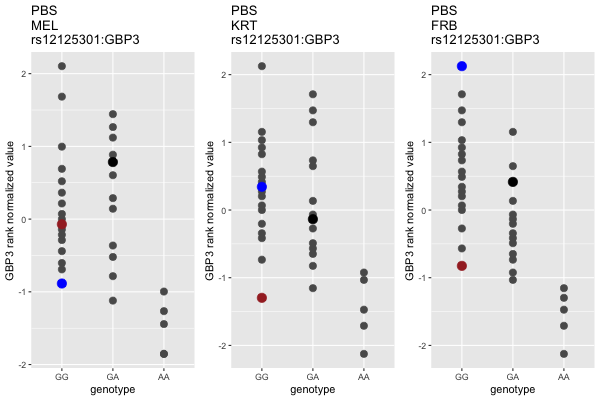 PBS
MEL
rs12125301:GBP3
GBP3 rank normalized value
2
1
0
-1
-2
GG
GA
AA
genotype
PBS
KRT
rs12125301:GBP3
GBP3 rank normalized value
2
1
0
-1
-2
GG
GA
AA
genotype
PBS
FRB
rs12125301:GBP3
GBP3 rank normalized value
2
1
0
-1
-2
GG
GA
AA
genotype